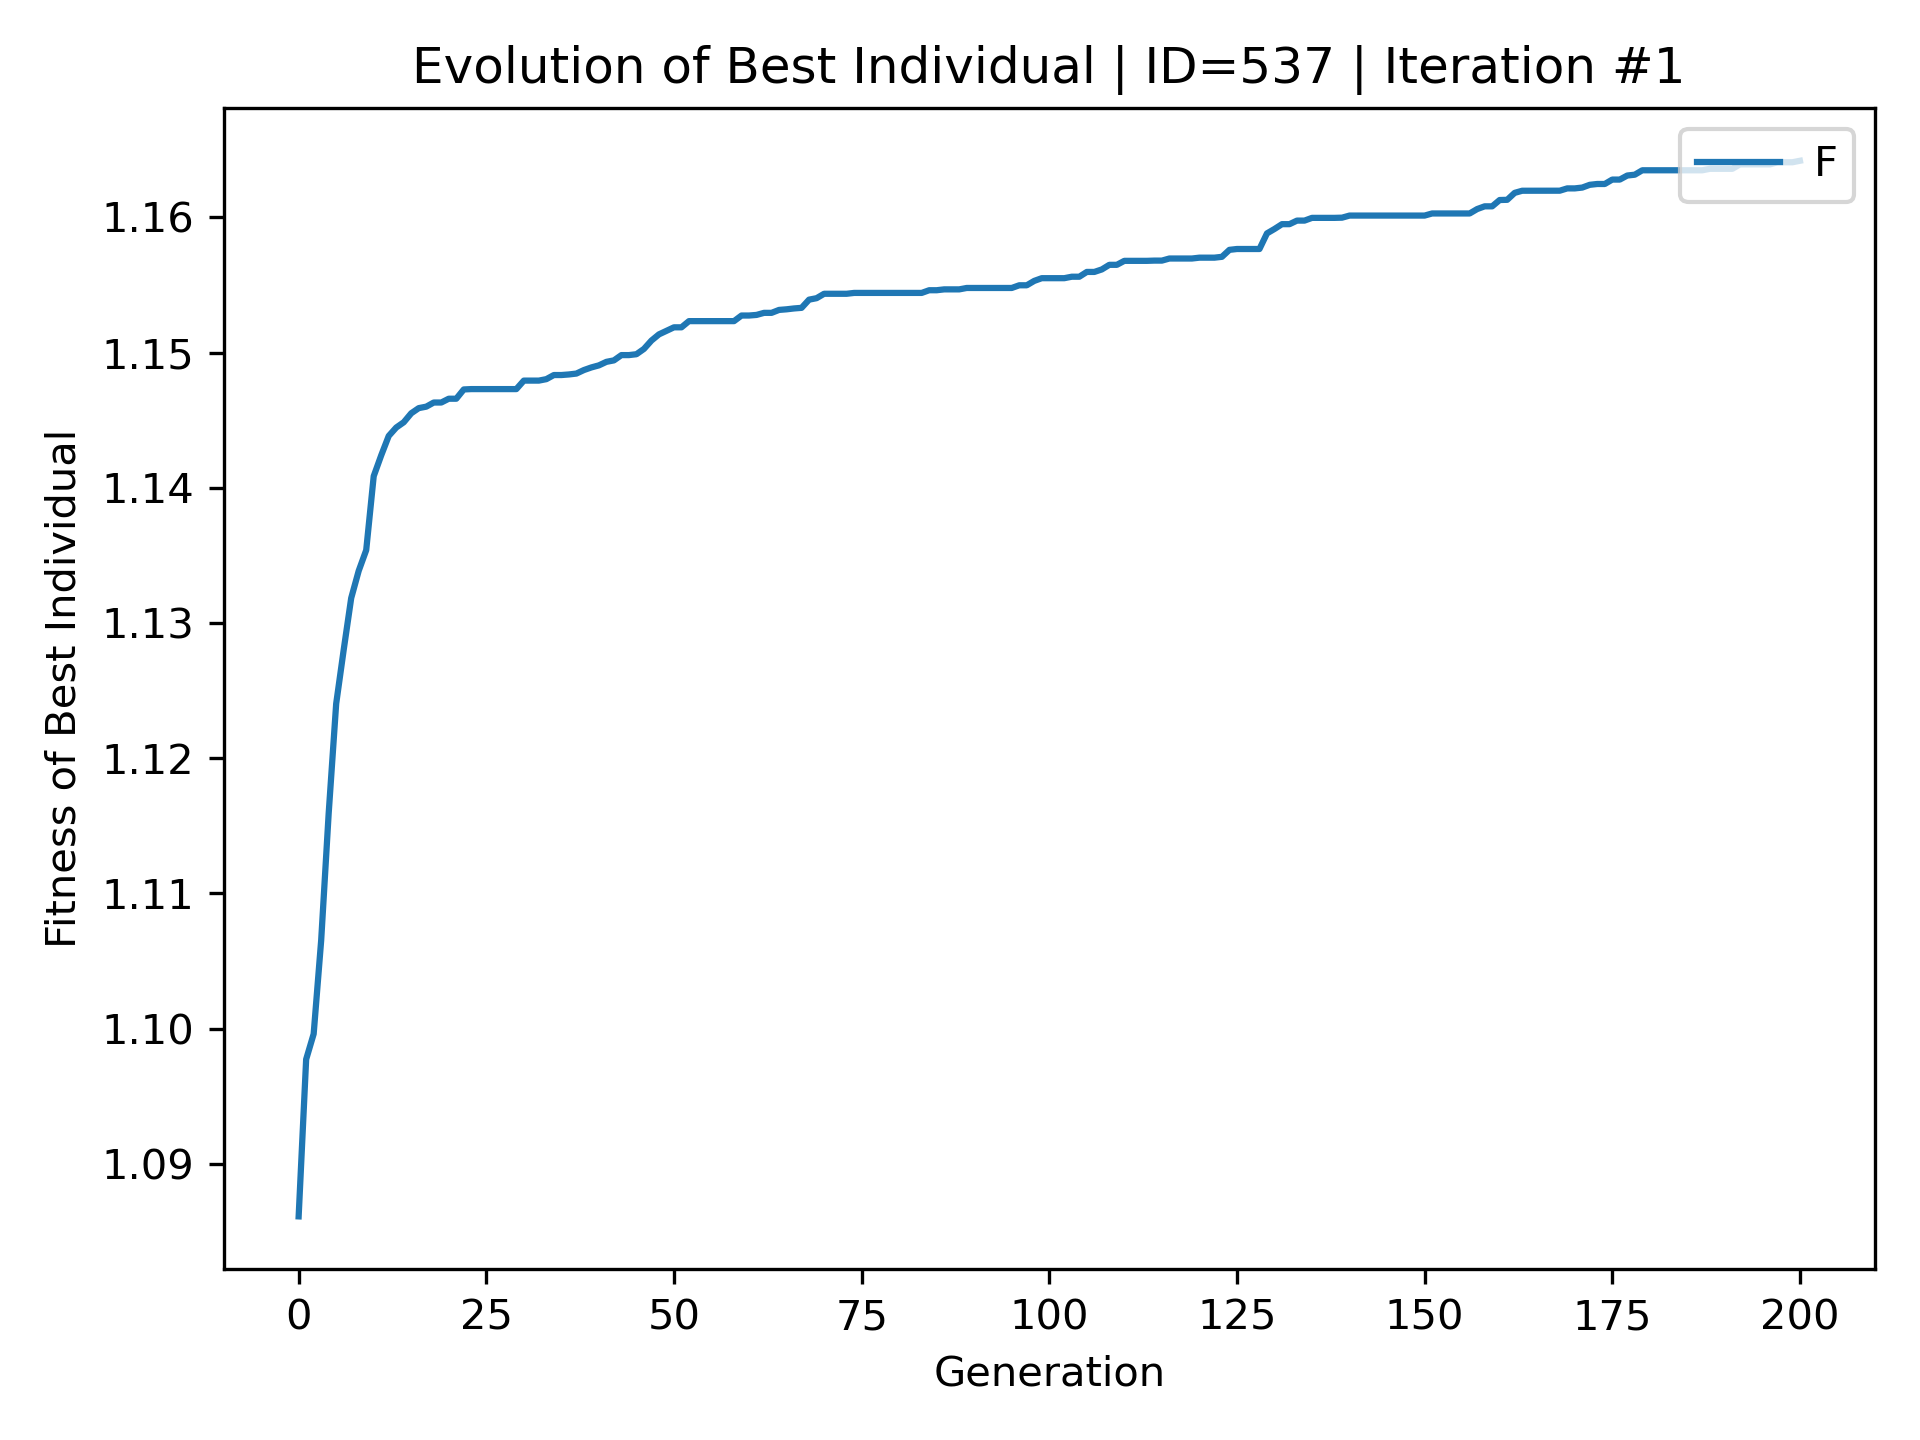 Evolution of Best Individual | ID=537 | Iteration #1
F
1.16
1.15
1.14
1.13
1.12
1.11
1.10
1.09
Fitness of Best Individual
0 25 50 75 100 125 150 175 200
Generation